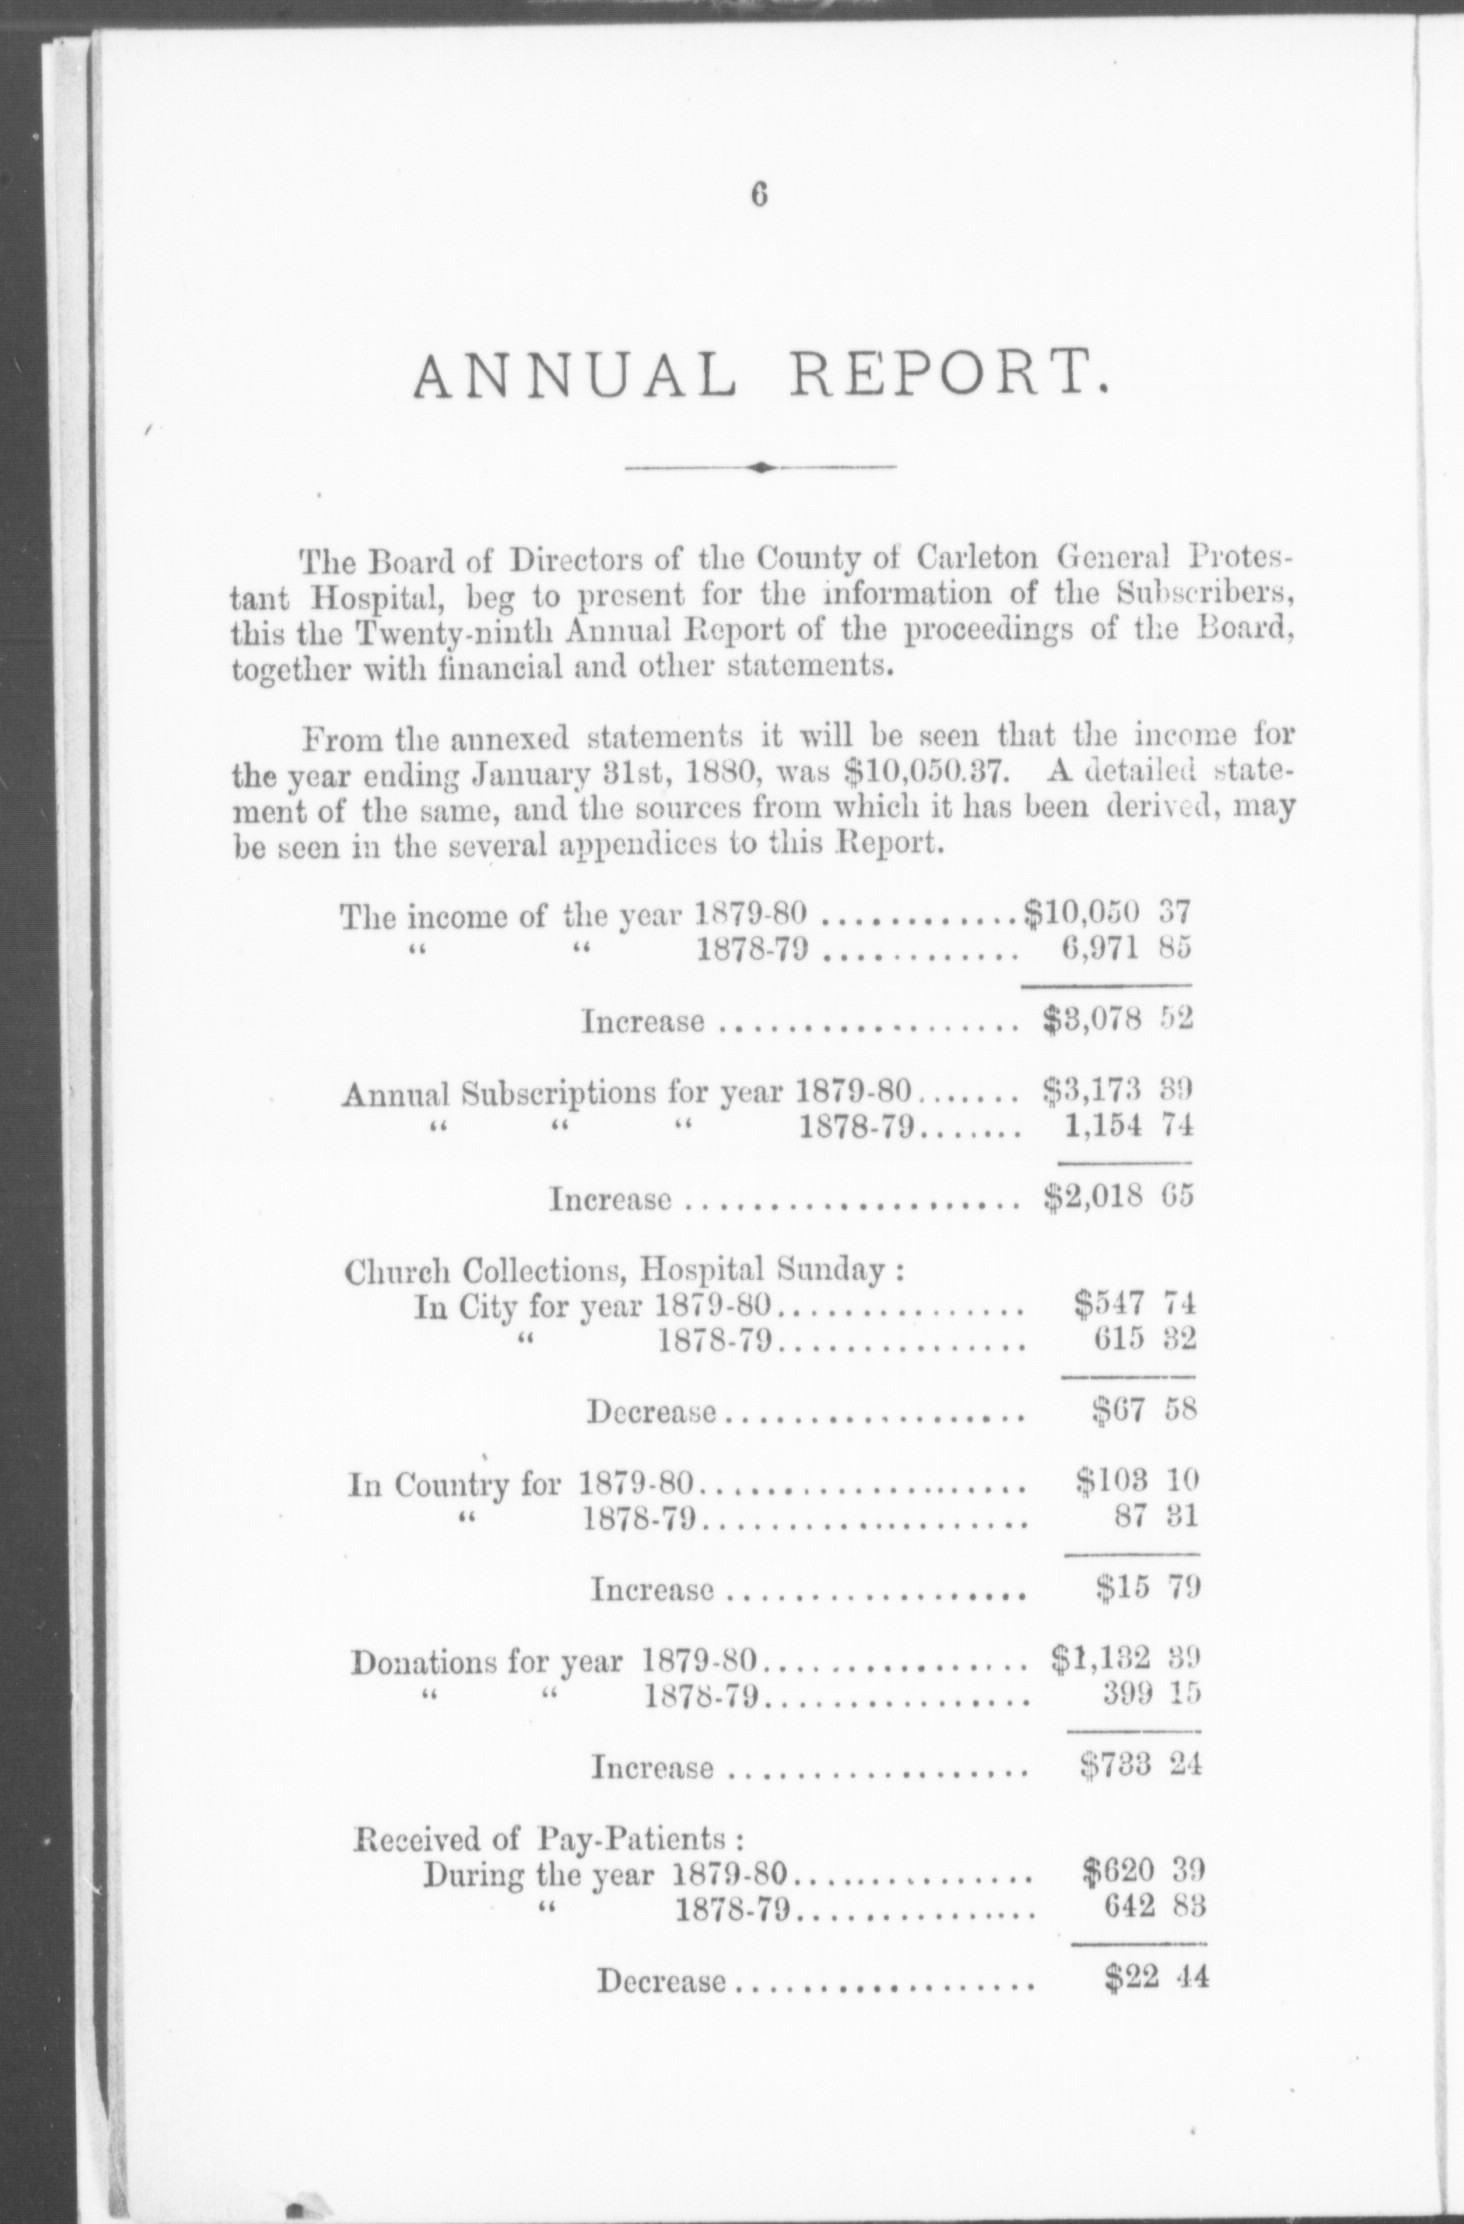 6
ANNUAL REPORT.
The Board of Directors of the County of Carleton General Protes-
tant Hospital, beg to present for the information of the Subscribers,
this the Twenty-ninth Annual Report of the proceedings of the Board,
together with financial and other statements.
From the annexed statements it will be seen that the income for
the year ending January 31st, 1880, was $10,050.37. A detailed state-
ment of the same, and the sources from which it has been derived, may
be seen in the several appendices to this Report.
The income of the year 1879-80 ............$10,050 37
“ “ 1878-79 ............ 6,971 85
Increase .................. $3,078 52
Annual Subscriptions for year 1879-80....... $3,173 39
“ “ “ 1878-79....... 1,154 74
Increase .................... $2,018 65
Church Collections, Hospital Sunday :
In City for year 1879-80............... $547 74
“ 1878-79............... 615 32
Decrease.................. $67 58
In Country for 1879-80.................... $103 10
“ 1878-79.................... 87 31
Increase .................. $15 79
Donations for year 1879-80................ $1,132 39
“ “ 1878-79................ 399 15
Increase .................. $733 24
Received of Pay-Patients :
During the year 1879-80............... $620 39
“ 1878-79............... 642 83
Decrease.................. $22 44